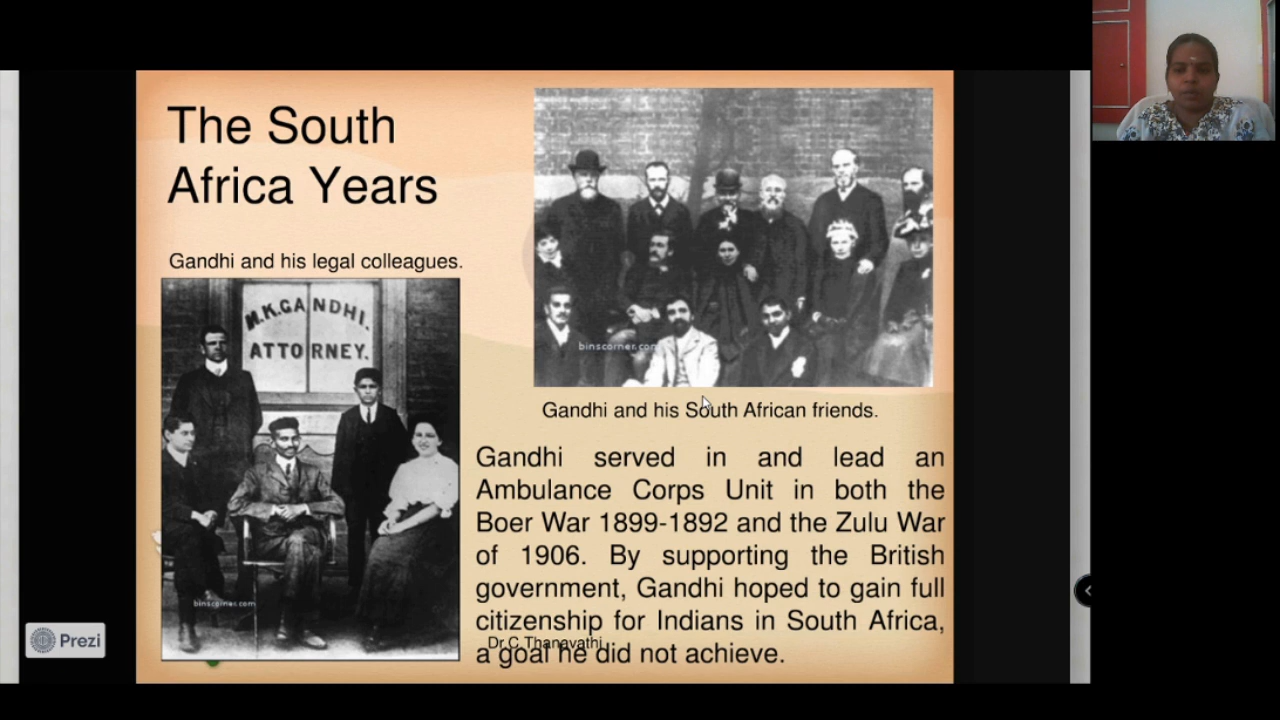 The South
Africa Years
Gandhi and his legal colleagues.
M.K.GANDHI.
ATTORNEY.
binscorner.com
binscorner.com
Gandhi and his South African friends.
Gandhi served in and lead an
Ambulance Corps Unit in both the
Boer War 1899-1892 and the Zulu War
of 1906. By supporting the British
government, Gandhi hoped to gain full
citizenship for Indians in South Africa,
Dr.C.Thanavathi
a goal he did not achieve.
Prezi